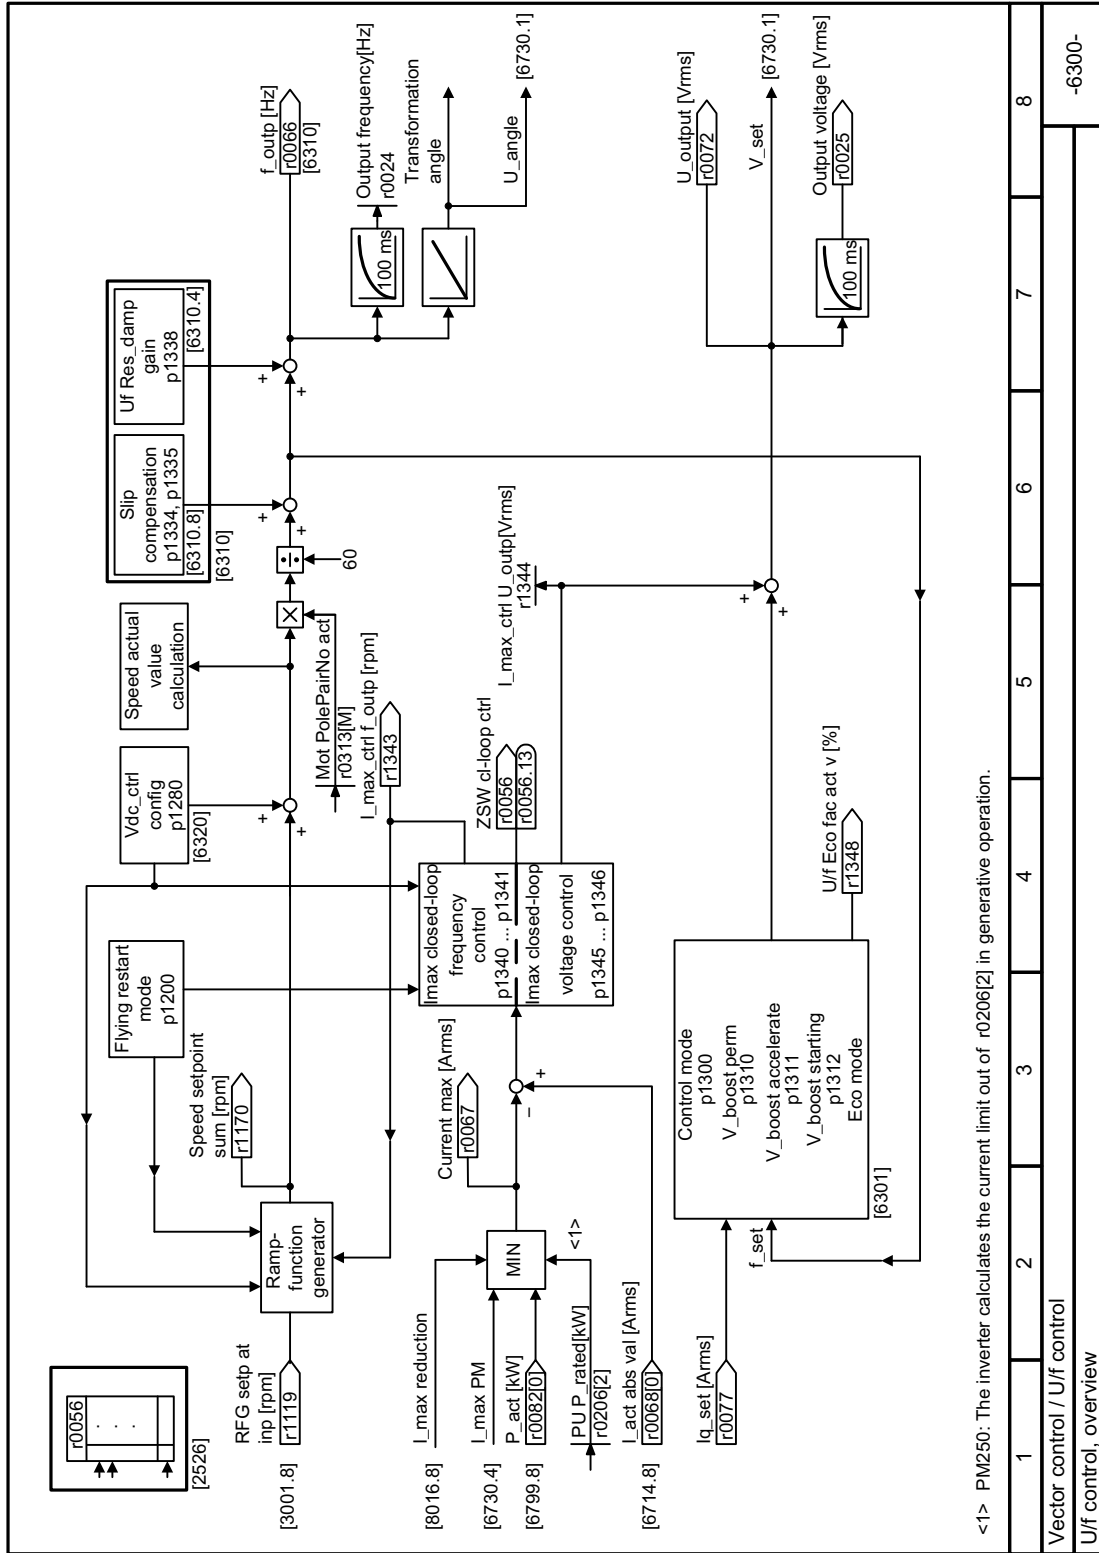 r0056
. . .
[2526]
RFG setp at
inp [rpm]
r1119
[3001.8]
Ramp-
function
generator
Speed setpoint
sum [rpm]
r1170
Flying restart
mode
p1200
Vdc_ctrl
config
p1280
[6320]
+
+
Speed actual
value
calculation
Mot PolePairNo act
r0313[M]
I_max_ctrl f_outp [rpm]
r1343
×
÷
60
Slip
compensation
p1334, p1335
[6310.8]
[6310]
+
+
Uf Res_damp
gain
p1338
[6310.4]
+
+
f_outp [Hz]
r0066
[6310]
100 ms
Output frequency[Hz]
r0024
Transformation
angle
U_angle
[6730.1]
I_max reduction
[8016.8]
I_max PM
[6730.4]
P_act [kW]
r0082[0]
[6799.8]
PU P_rated[kW]
r0206[2]
<1>
MIN
I_act abs val [Arms]
r0068[0]
[6714.8]
Current max [Arms]
r0067
–
+
Imax closed-loop
frequency
control
p1340 ... p1341
Imax closed-loop
voltage control
p1345 ... p1346
ZSW cl-loop ctrl
r0056
r0056.13
I_max_ctrl U_outp[Vrms]
r1344
+
+
U_output [Vrms]
r0072
V_set
[6730.1]
100 ms
Output voltage [Vrms]
r0025
Iq_set [Arms]
r0077
f_set
Control mode
p1300
V_boost perm
p1310
V_boost accelerate
p1311
V_boost starting
p1312
Eco mode
[6301]
U/f Eco fac act v [%]
r1348
<1> PM250: The inverter calculates the current limit out of r0206[2] in generative operation.
1 2 3 4 5 6 7 8
Vector control / U/f control
U/f control, overview
-6300-